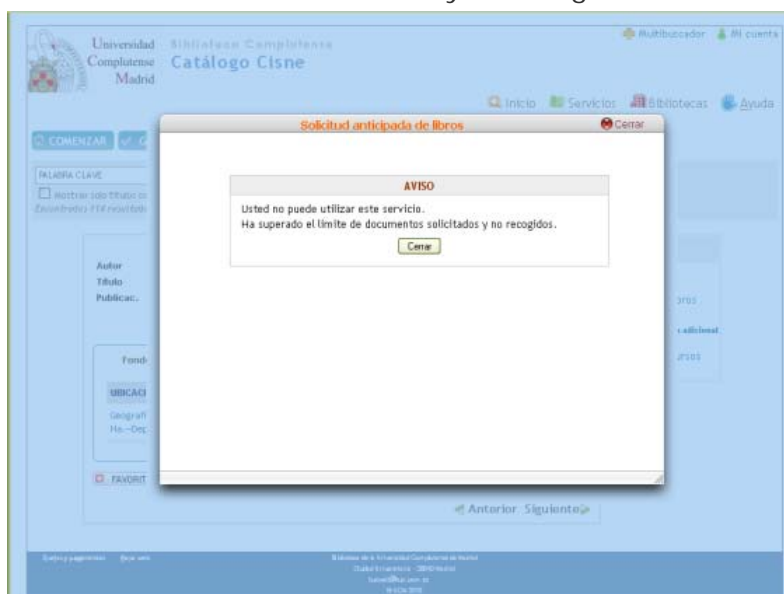 Universidad
Complutense
Madrid
Biblioteca Complutense
Catálogo Cisne
Multibuscador
Mi cuenta
Inicio
Servicios
Bibliotecas
Ayuda
COMENZAR
PALABRA CLAVE
Solicitud anticipada de libros
Cerrar
AVISO
Usted no puede utilizar este servicio.
Ha superado el límite de documentos solicitados y no recogidos.
Cerrar
Autor
Título
Publicac.
Fond
UBICACI
Geografí
FAVORIT
Anterior Siguiente